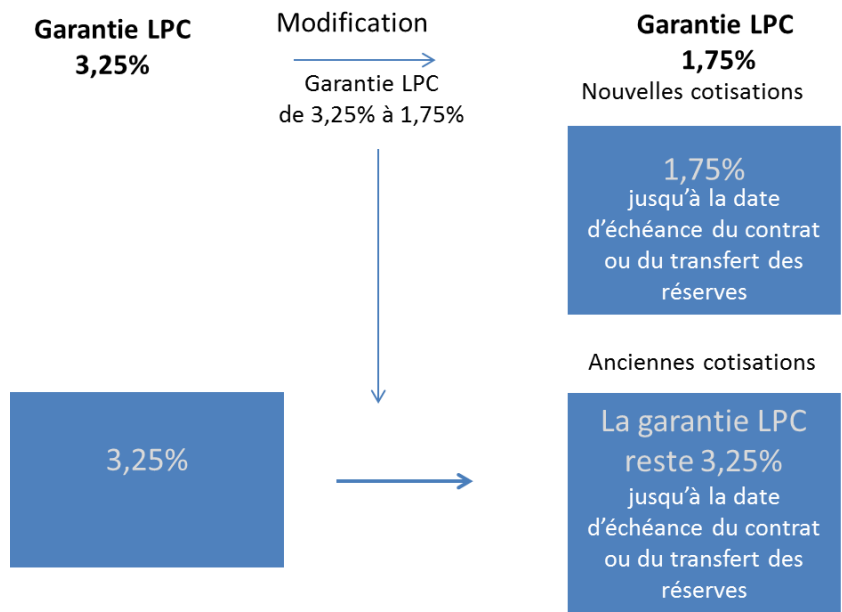 Garantie LPC
3,25%
Modification
Garantie LPC
de 3,25% à 1,75%
Garantie LPC
1,75%
Nouvelles cotisations
1,75%
jusqu’à la date
d’échéance du contrat
ou du transfert des
réserves
Anciennes cotisations
3,25%
La garantie LPC
reste 3,25%
jusqu’à la date
d’échéance du contrat
ou du transfert des
réserves